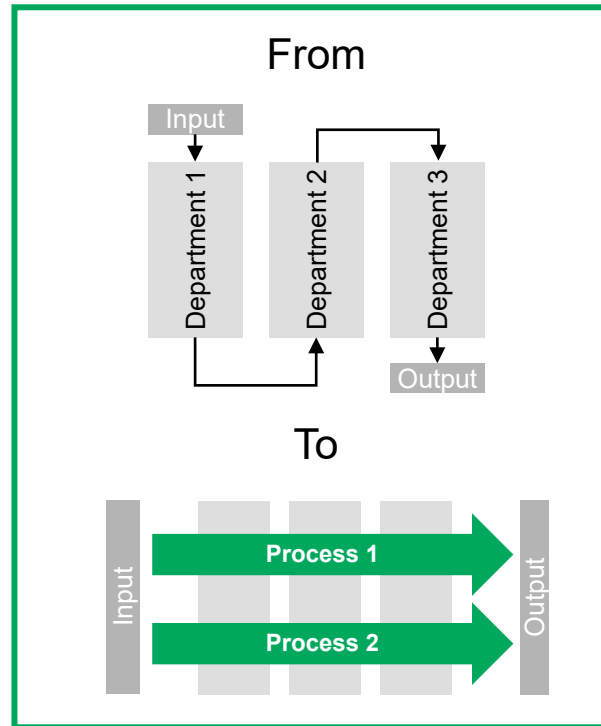 From
Input
Department 1
Department 2
Department 3
Output
To
Input
Process 1
Process 2
Output